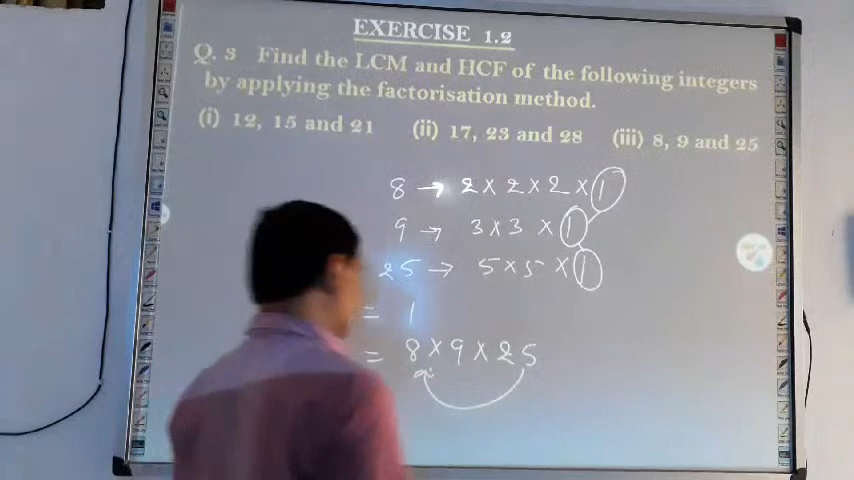 EXERCISE 1.2
Q. 3 Find the LCM and HCF of the following integers
by applying the factorisation method.
(i) 12, 15 and 21 (ii) 17, 23 and 28 (iii) 8, 9 and 25
8 → 2 × 2 × 2 × 1
9 → 3 × 3 × 1
25 → 5 × 5 × 1
= 1
= 8 × 9 × 25